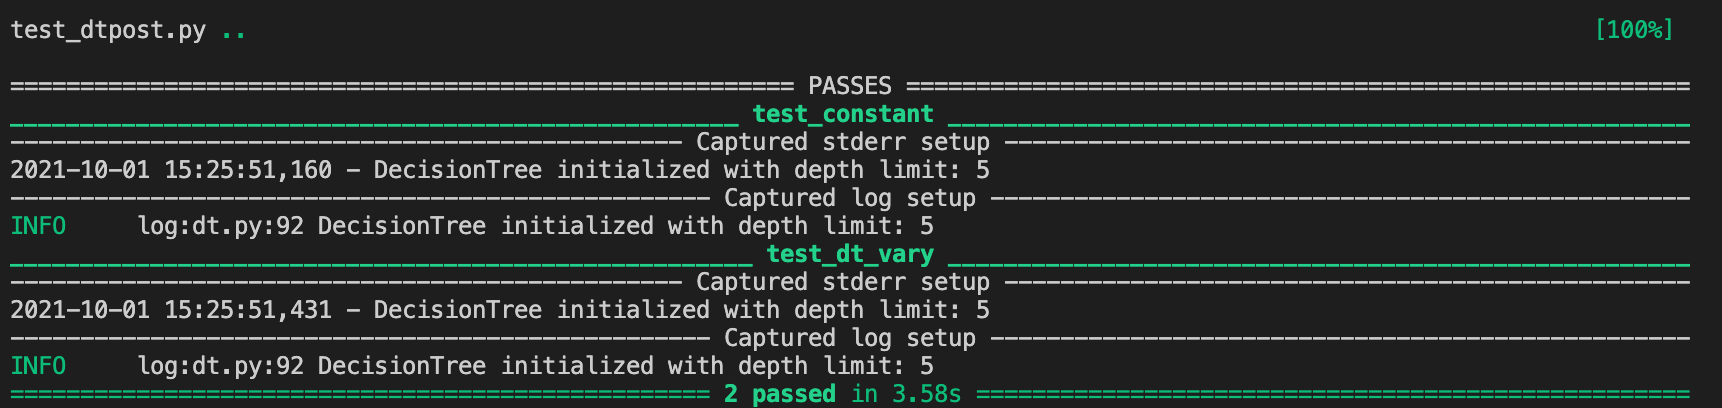 test_dtpost.py .. [100%]
======================================================== PASSES ========================================================
____________________________________________________ test_constant _____________________________________________________
------------------------------------------------ Captured stderr setup -------------------------------------------------
2021-10-01 15:25:51,160 - DecisionTree initialized with depth limit: 5
-------------------------------------------------- Captured log setup --------------------------------------------------
INFO     log:dt.py:92 DecisionTree initialized with depth limit: 5
_____________________________________________________ test_dt_vary _____________________________________________________
------------------------------------------------ Captured stderr setup -------------------------------------------------
2021-10-01 15:25:51,431 - DecisionTree initialized with depth limit: 5
-------------------------------------------------- Captured log setup --------------------------------------------------
INFO     log:dt.py:92 DecisionTree initialized with depth limit: 5
================================================== 2 passed in 3.58s ===================================================